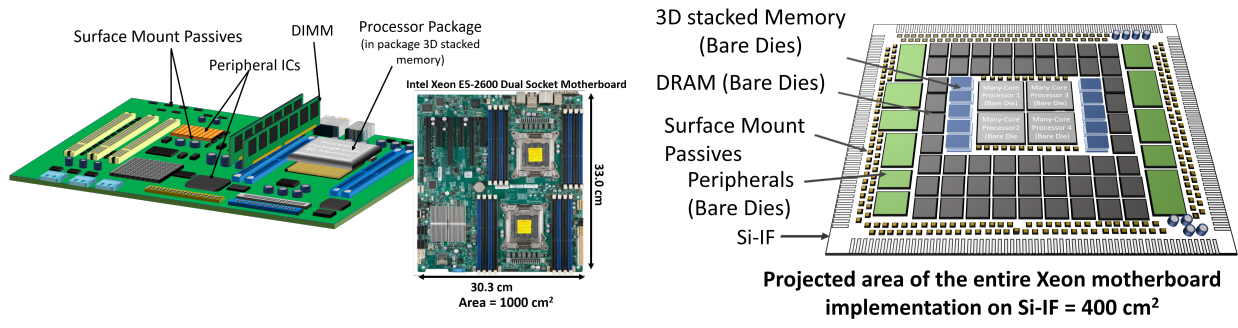 Surface Mount Passives
Peripheral ICs
DIMM
Processor Package
(in package 3D stacked
memory)
Intel Xeon E5-2600 Dual Socket Motherboard
33.0 cm
30.3 cm
Area = 1000 cm²
3D stacked Memory
(Bare Dies)
DRAM (Bare Dies)
Surface Mount
Passives
Peripherals
(Bare Dies)
Si-IF
Many-Core
Processor 1
(Bare Die)
Many-Core
Processor 3
(Bare Die)
Many-Core
Processor2
(Bare Die
Many-Core
Processor 4
(Bare Die)
Projected area of the entire Xeon motherboard
implementation on Si-IF = 400 cm²